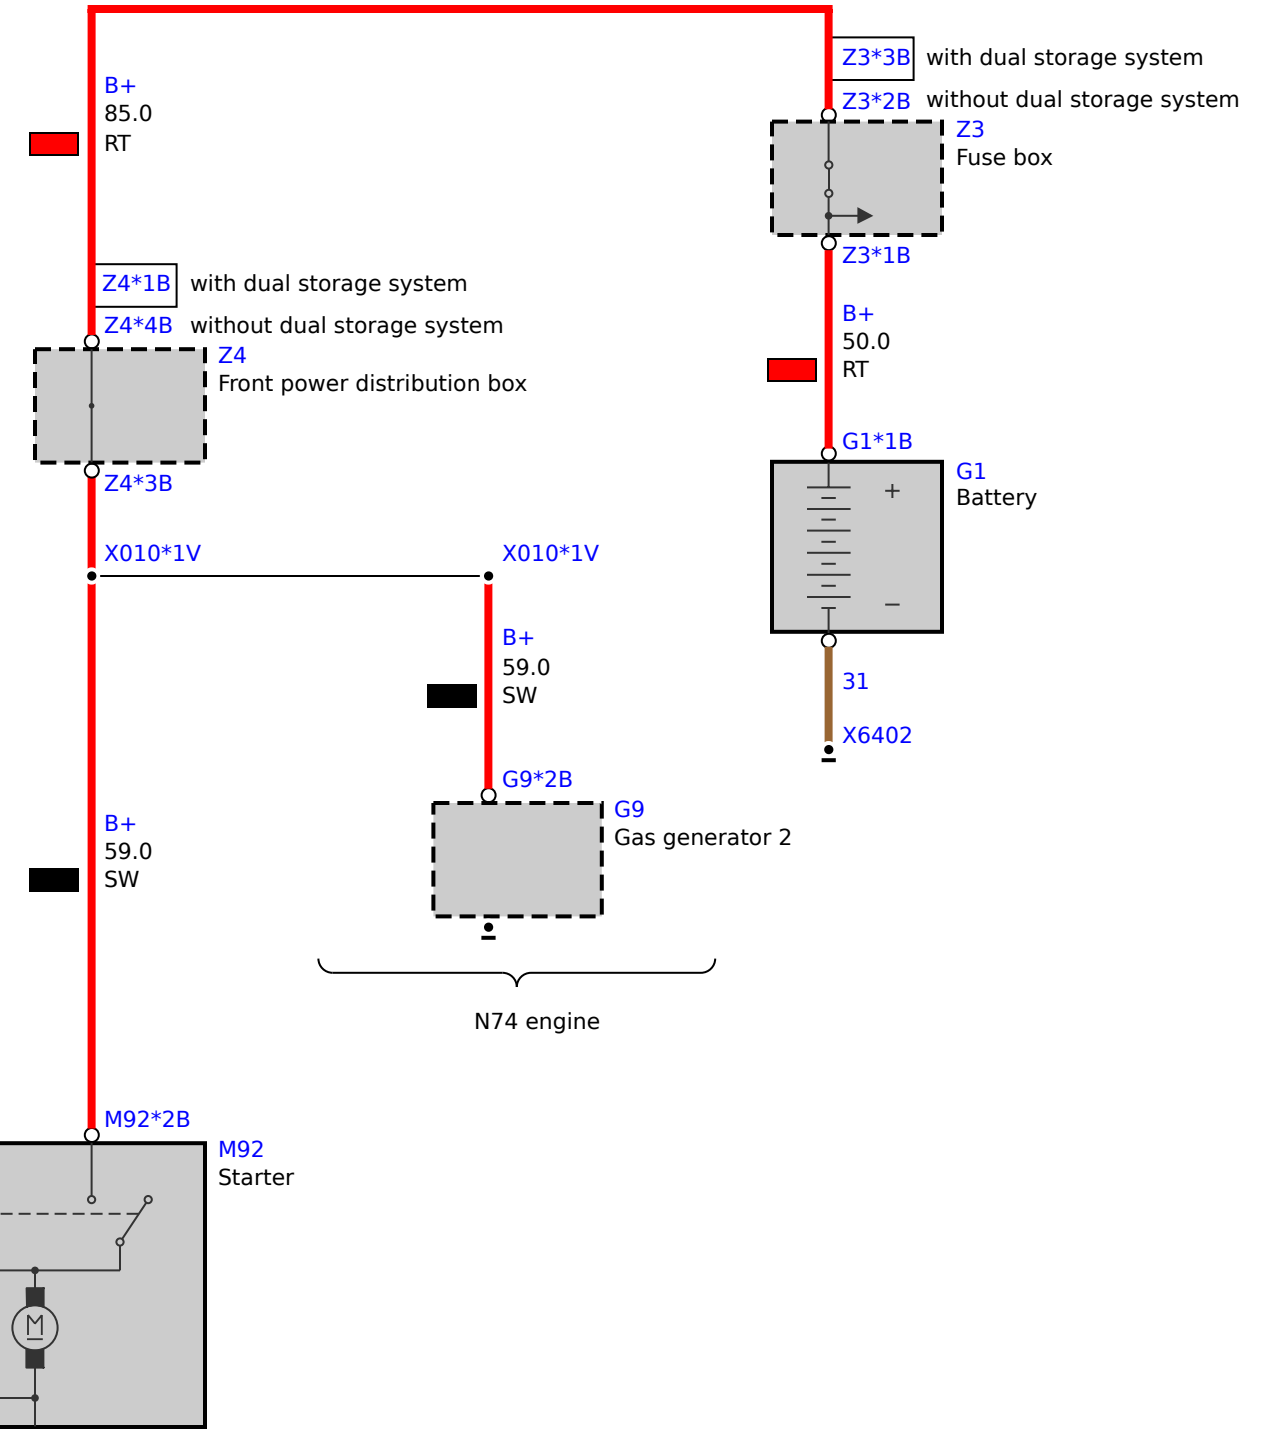 Z3*3B with dual storage system
B+
Z3*2B without dual storage system
85.0
Z3
RT
Fuse box
Z3*1B
Z4*1B with dual storage system
B+
Z4*4B without dual storage system
50.0
Z4
RT
Front power distribution box
G1*1B
G1
+
Z4*3B
Battery
X010*1V
X010*1V
−
B+
59.0
31
SW
X6402
G9*2B
G9
B+
Gas generator 2
59.0
SW
N74 engine
M92*2B
M92
Starter
M